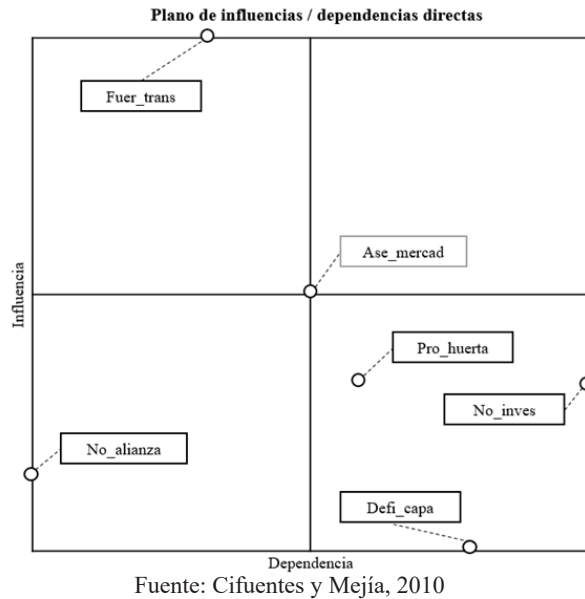 Plano de influencias / dependencias directas
Fuer_trans
Ase_mercad
Influencia
Pro_huerta
No_inves
No_alianza
Defi_capa
Dependencia
Fuente: Cifuentes y Mejía, 2010